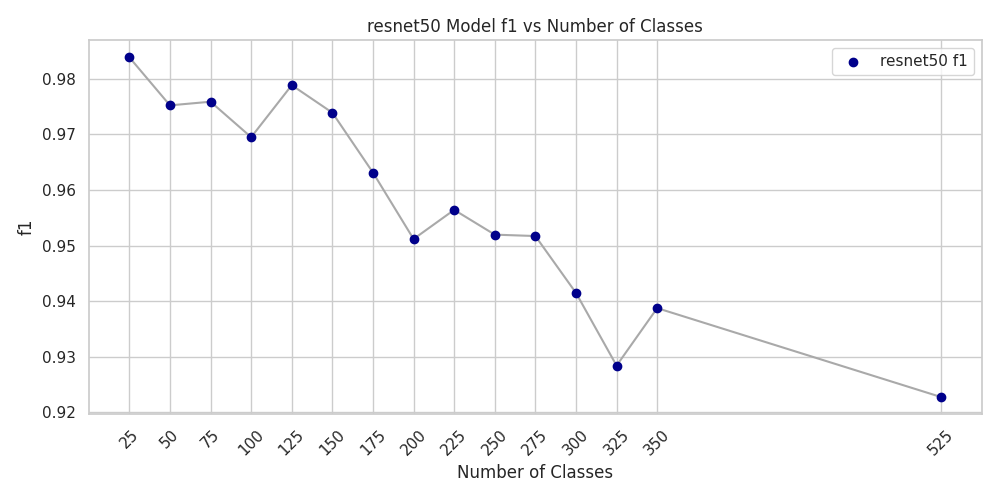 resnet50 Model f1 vs Number of Classes
resnet50 f1
0.98
0.97
0.96
0.95
0.94
0.93
0.92
f1
25 50 75 100 125 150 175 200 225 250 275 300 325 350 525
Number of Classes